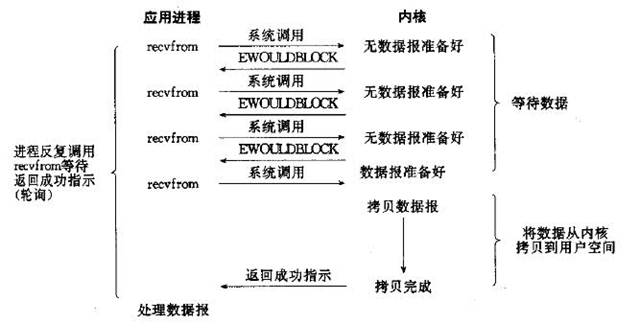 应用进程 内核
系统调用
recvfrom 无数据报准备好
EWOULDBLOCK
系统调用
recvfrom 无数据报准备好
EWOULDBLOCK
系统调用
recvfrom 无数据报准备好
EWOULDBLOCK
系统调用
recvfrom 数据报准备好
等待数据
进程反复调用
recvfrom等待
返回成功指示
(轮询)
拷贝数据报
将数据从内核
拷贝到用户空间
返回成功指示
拷贝完成
处理数据报